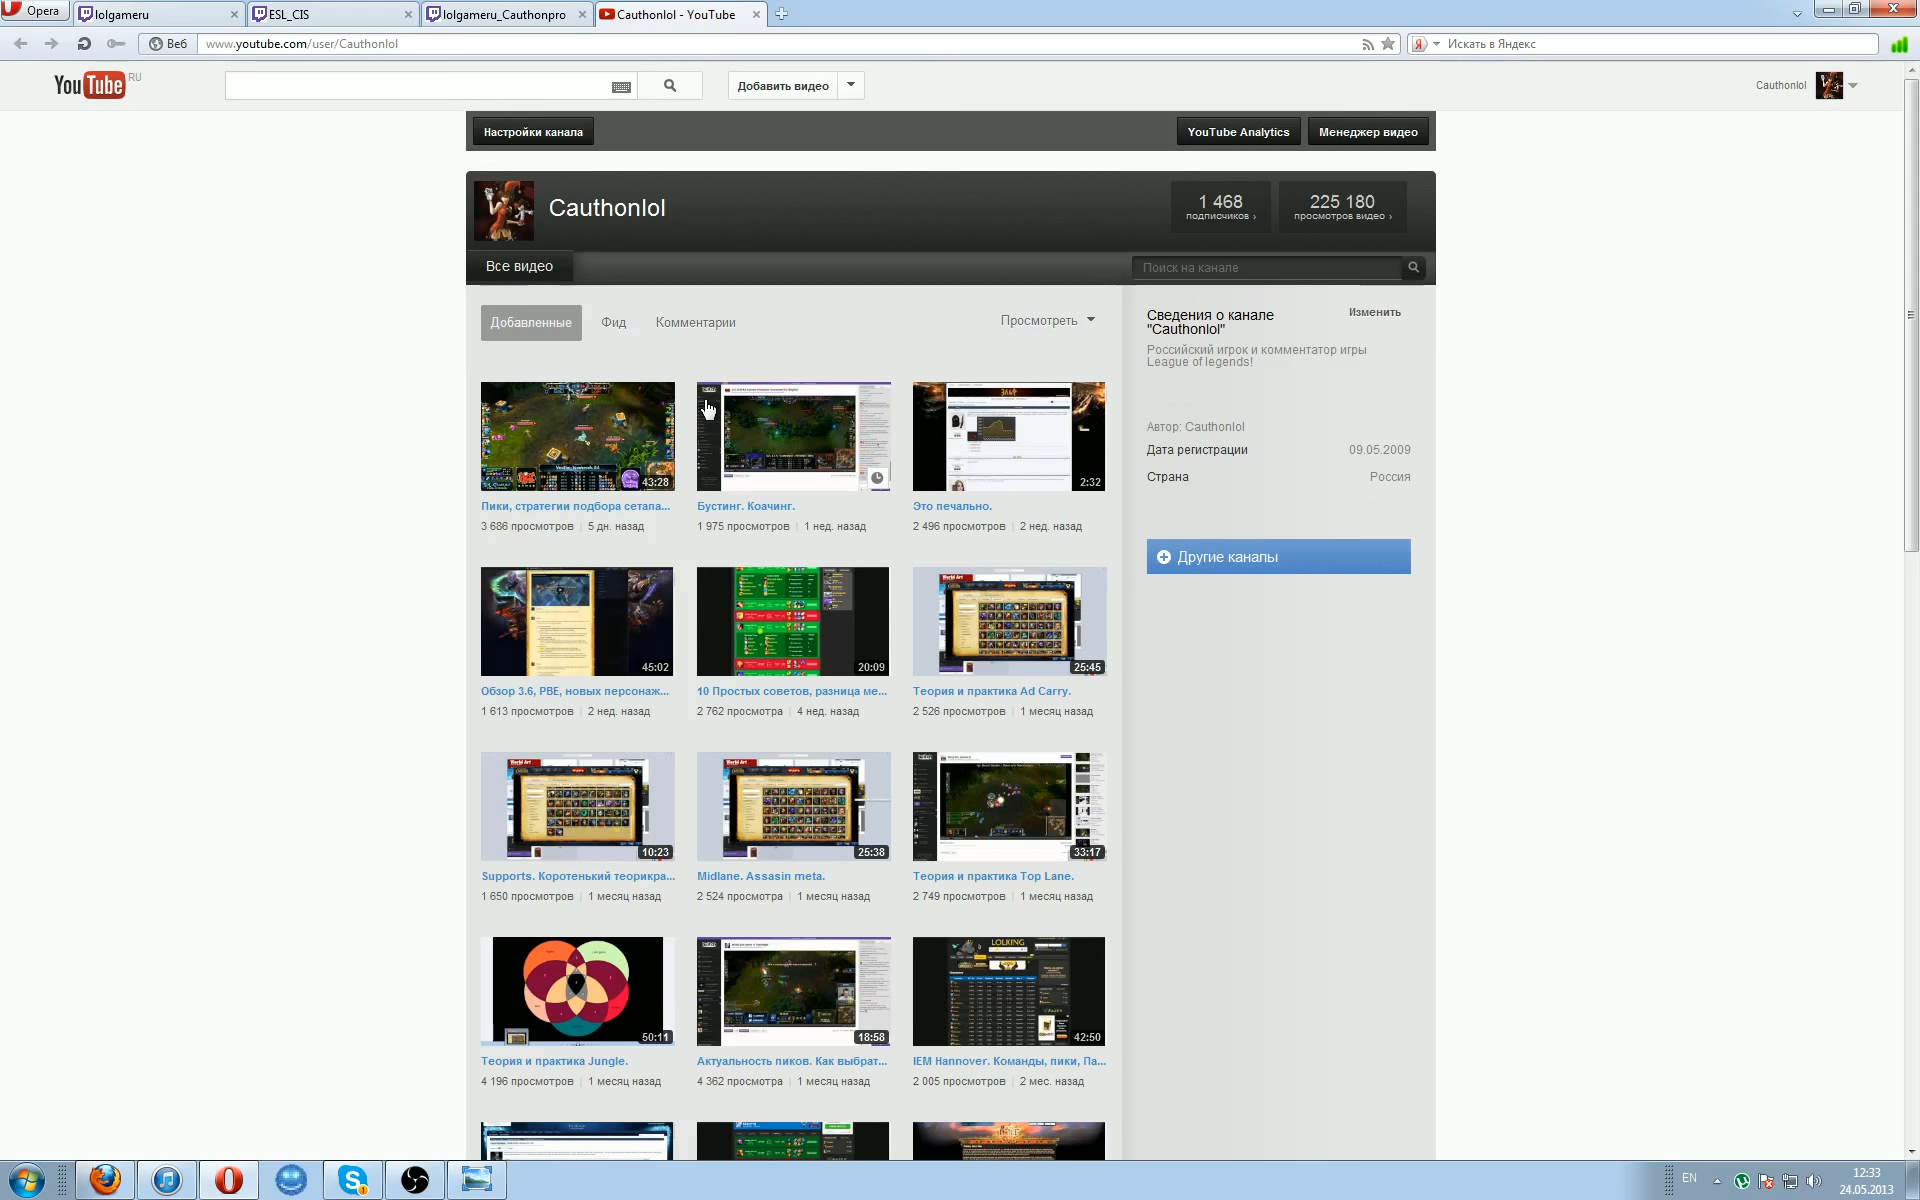 Opera
lolgameru
ESL_CIS
lolgameru_Cauthonpro
Cauthonlol - YouTube
Веб
www.youtube.com/user/Cauthonlol
Искать в Яндекс
YouTube RU
Добавить видео
Cauthonlol
Настройки канала
YouTube Analytics
Менеджер видео
Cauthonlol
1 468
подписчиков ›
225 180
просмотров видео ›
Все видео
Поиск на канале
Добавленные
Фид
Комментарии
Просмотреть
Сведения о канале
"Cauthonlol"
Изменить
Российский игрок и комментатор игры
League of legends!
Автор: Cauthonlol
Дата регистрации 09.05.2009
Страна Россия
Другие каналы
43:28
2:32
Пики, стратегии подбора сетапа...
3 686 просмотров | 5 дн. назад
Бустинг. Коачинг.
1 975 просмотров | 1 нед. назад
Это печально.
2 496 просмотров | 2 нед. назад
45:02
20:09
25:45
Обзор 3.6, PBE, новых персонаж...
1 613 просмотров | 2 нед. назад
10 Простых советов, разница ме...
2 762 просмотра | 4 нед. назад
Теория и практика Ad Carry.
2 526 просмотров | 1 месяц назад
10:23
25:38
33:17
Supports. Коротенький теорикра...
1 650 просмотров | 1 месяц назад
Midlane. Assasin meta.
2 524 просмотра | 1 месяц назад
Теория и практика Top Lane.
2 749 просмотров | 1 месяц назад
50:11
18:58
LOLKING
42:50
Теория и практика Jungle.
4 196 просмотров | 1 месяц назад
Актуальность пиков. Как выбрат...
4 362 просмотра | 1 месяц назад
IEM Hannover. Команды, пики, Па...
2 005 просмотров | 2 мес. назад
EN
12:33
24.05.2013